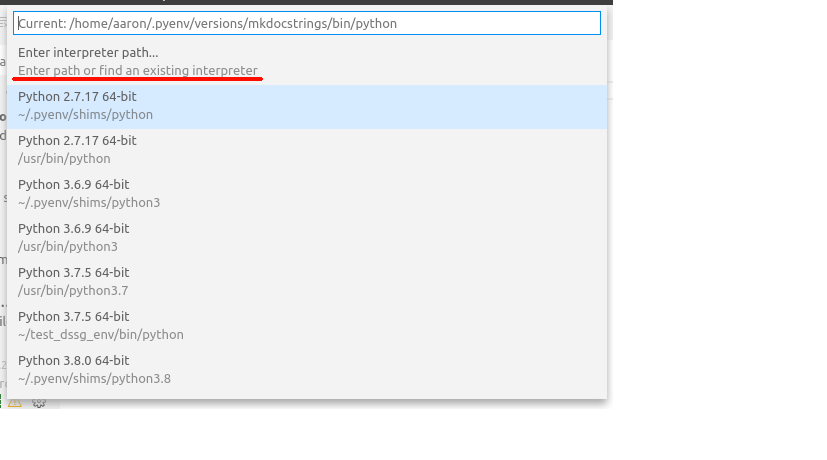 Current: /home/aaron/.pyenv/versions/mkdocstrings/bin/python
Enter interpreter path...
Enter path or find an existing interpreter
Python 2.7.17 64-bit
~/.pyenv/shims/python
Python 2.7.17 64-bit
/usr/bin/python
Python 3.6.9 64-bit
~/.pyenv/shims/python3
Python 3.6.9 64-bit
/usr/bin/python3
Python 3.7.5 64-bit
/usr/bin/python3.7
Python 3.7.5 64-bit
~/test_dssg_env/bin/python
Python 3.8.0 64-bit
~/.pyenv/shims/python3.8